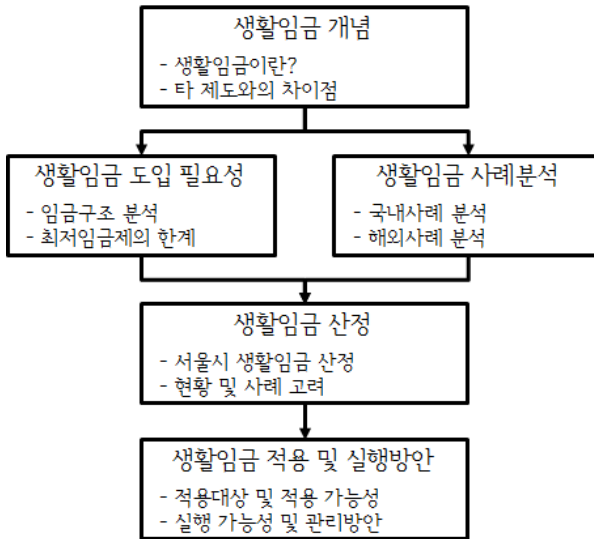 생활임금 개념
- 생활임금이란?
- 타 제도와의 차이점
생활임금 도입 필요성
- 임금구조 분석
- 최저임금제의 한계
생활임금 사례분석
- 국내사례 분석
- 해외사례 분석
생활임금 산정
- 서울시 생활임금 산정
- 현황 및 사례 고려
생활임금 적용 및 실행방안
- 적용대상 및 적용 가능성
- 실행 가능성 및 관리방안